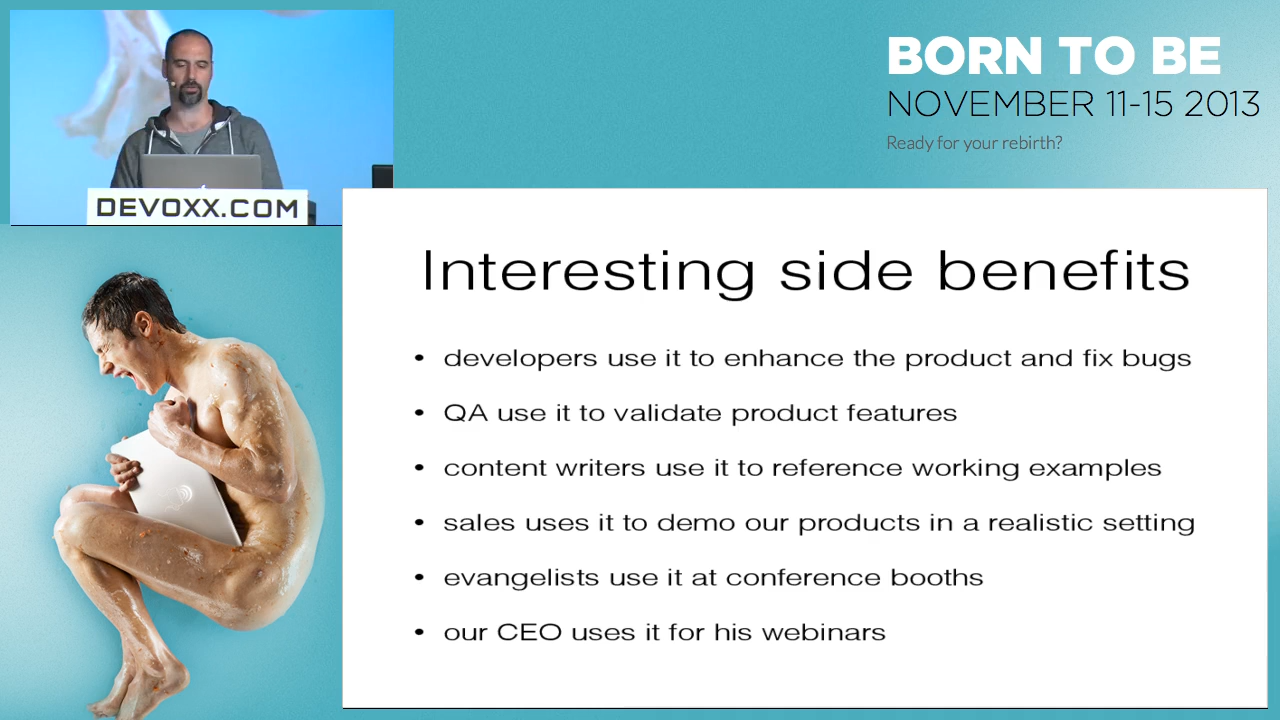 BORN TO BE
NOVEMBER 11-15 2013
Ready for your rebirth?
DEVOXX.COM
Interesting side benefits
• developers use it to enhance the product and fix bugs
• QA use it to validate product features
• content writers use it to reference working examples
• sales uses it to demo our products in a realistic setting
• evangelists use it at conference booths
• our CEO uses it for his webinars